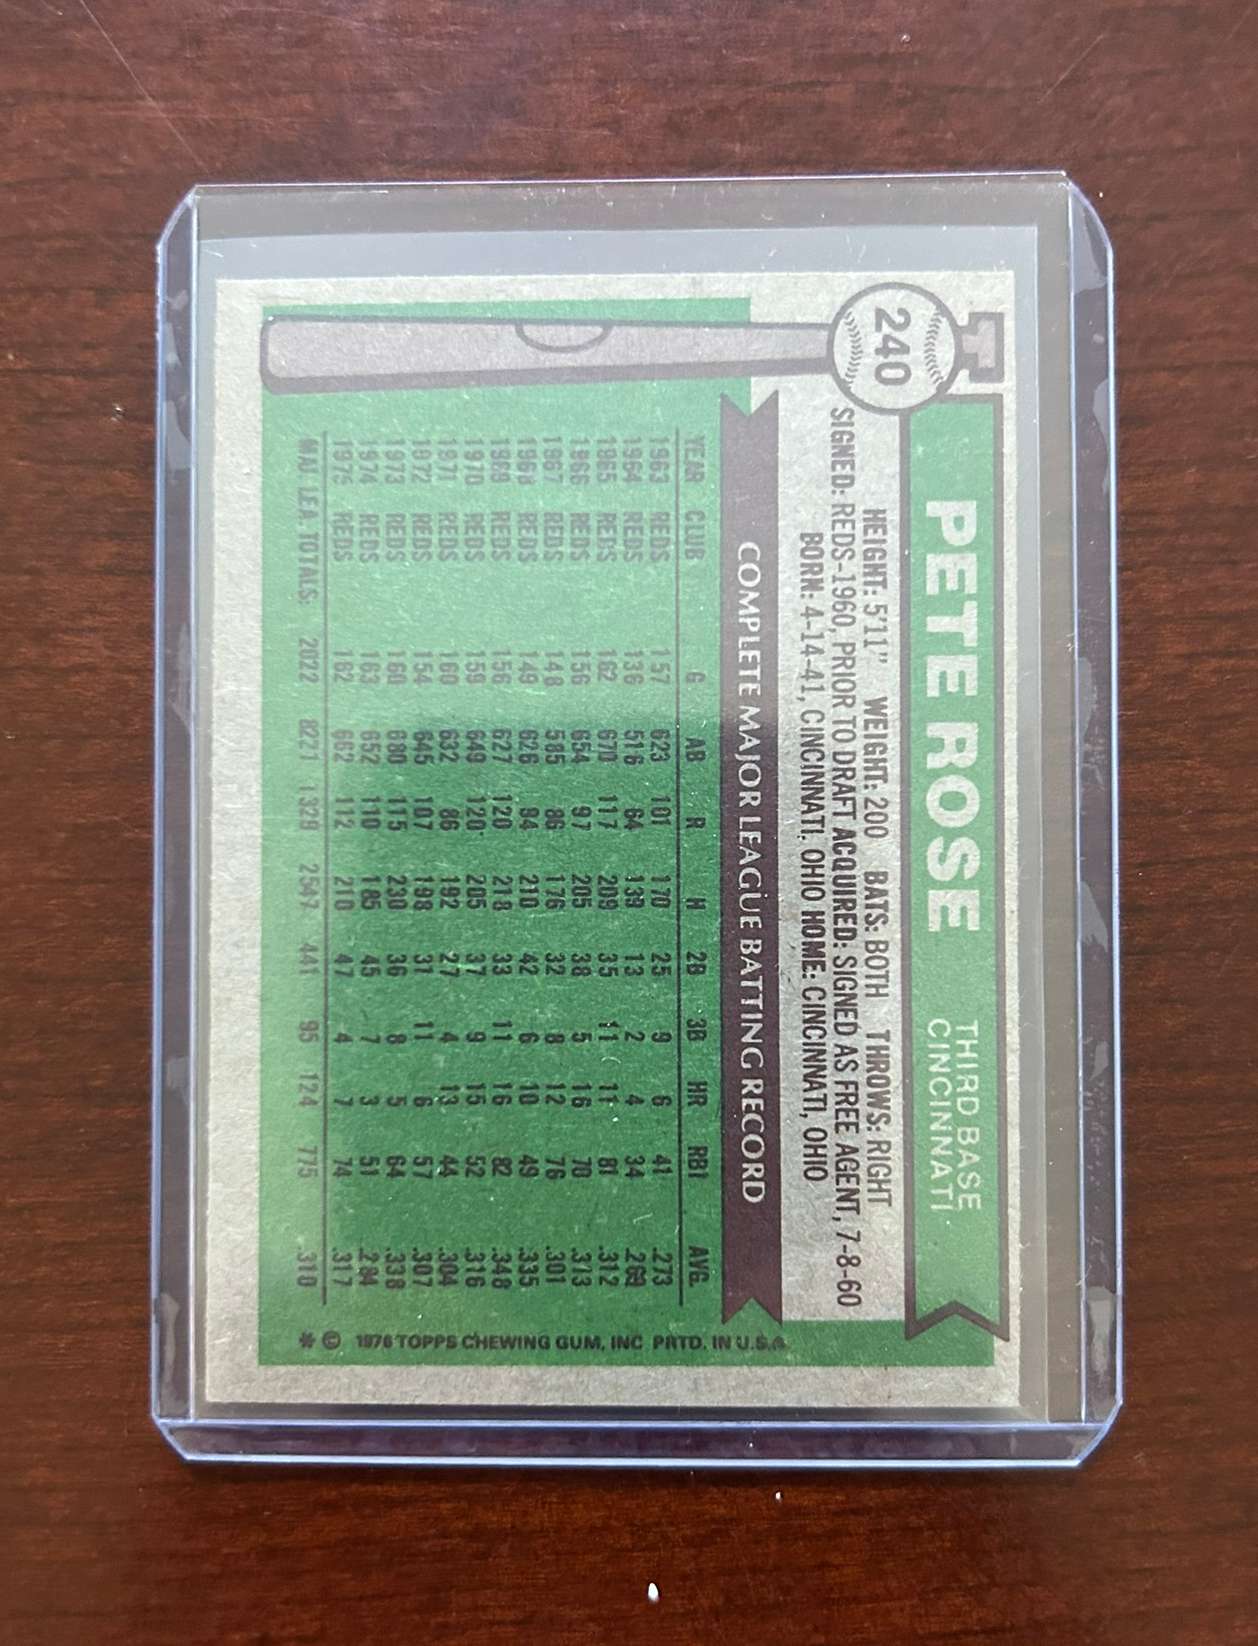 T
240
PETE ROSE
THIRD BASE
CINCINNATI
HEIGHT: 5'11" WEIGHT: 200 BATS: BOTH THROWS: RIGHT
SIGNED: REDS-1960, PRIOR TO DRAFT ACQUIRED: SIGNED AS FREE AGENT, 7-8-60
BORN: 4-14-41, CINCINNATI, OHIO HOME: CINCINNATI, OHIO
COMPLETE MAJOR LEAGUE BATTING RECORD
YEAR CLUB G AB R H 2B 3B HR RBI AVG.
1963 REDS 157 623 101 170 25 9 6 41 .273
1964 REDS 136 516 64 139 13 2 4 34 .269
1965 REDS 162 670 117 209 35 11 11 81 .312
1966 REDS 156 654 97 205 38 5 16 70 .313
1967 REDS 148 585 86 176 32 8 12 76 .301
1968 REDS 149 626 94 210 42 6 10 49 .335
1969 REDS 156 627 120 218 33 11 16 82 .348
1970 REDS 159 649 120 205 37 9 15 52 .316
1971 REDS 160 632 86 192 27 4 13 44 .304
1972 REDS 154 645 107 198 31 11 6 57 .307
1973 REDS 160 680 115 230 36 8 5 64 .338
1974 REDS 163 652 110 185 45 7 3 51 .284
1975 REDS 162 662 112 210 47 4 7 74 .317
MAJ. LEA. TOTALS: 2022 8221 1329 2547 441 95 124 775 .310
* © 1976 TOPPS CHEWING GUM, INC PRTD. IN U.S.A.